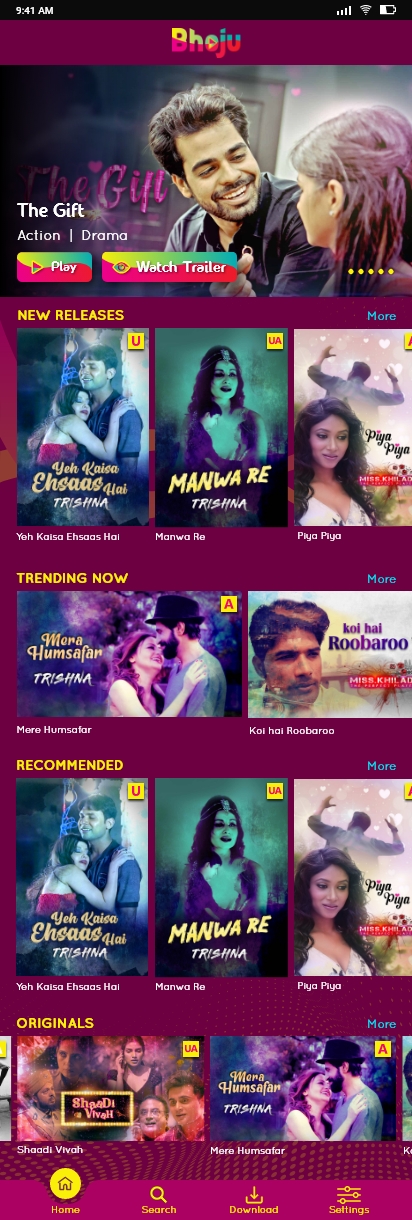 9:41 AM
Bhoju
The Gift
The Gift
Action | Drama
Play
Watch Trailer
NEW RELEASES
More
U
Yeh Kaisa
Ehsaas Hai
TRISHNA
Yeh Kaisa Ehsaas Hai
UA
MANWA RE
TRISHNA
Manwa Re
A
Piya
Piya
MISS.KHILAD
THE PERFECT PLAYER
Piya Piya
TRENDING NOW
More
A
Mera
Humsafar
TRISHNA
Mere Humsafar
koi hai
Roobaroo
MISS.KHILAD
Koi hai Roobaroo
RECOMMENDED
More
U
Yeh Kaisa
Ehsaas Hai
TRISHNA
Yeh Kaisa Ehsaas Hai
UA
MANWA RE
TRISHNA
Manwa Re
A
Piya
Piya
MISS.KHILAD
Piya Piya
ORIGINALS
More
UA
SHAADI
VIVAH
Shaadi Vivah
A
Mera
Humsafar
TRISHNA
Mere Humsafar
Home
Search
Download
Settings